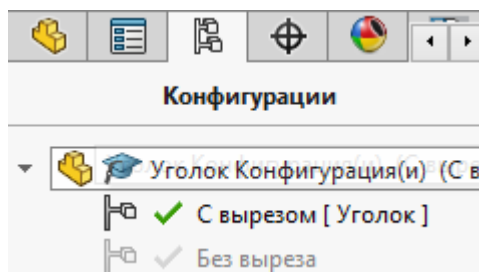 Конфигурации
Уголок Конфигурация(и) (С в
С вырезом [ Уголок ]
Без выреза